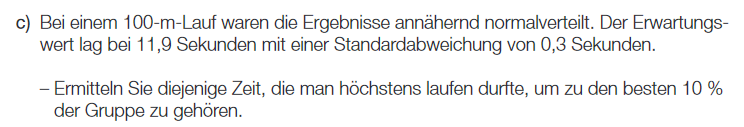 c) Bei einem 100-m-Lauf waren die Ergebnisse annähernd normalverteilt. Der Erwartungs-
wert lag bei 11,9 Sekunden mit einer Standardabweichung von 0,3 Sekunden.
– Ermitteln Sie diejenige Zeit, die man höchstens laufen durfte, um zu den besten 10 %
der Gruppe zu gehören.